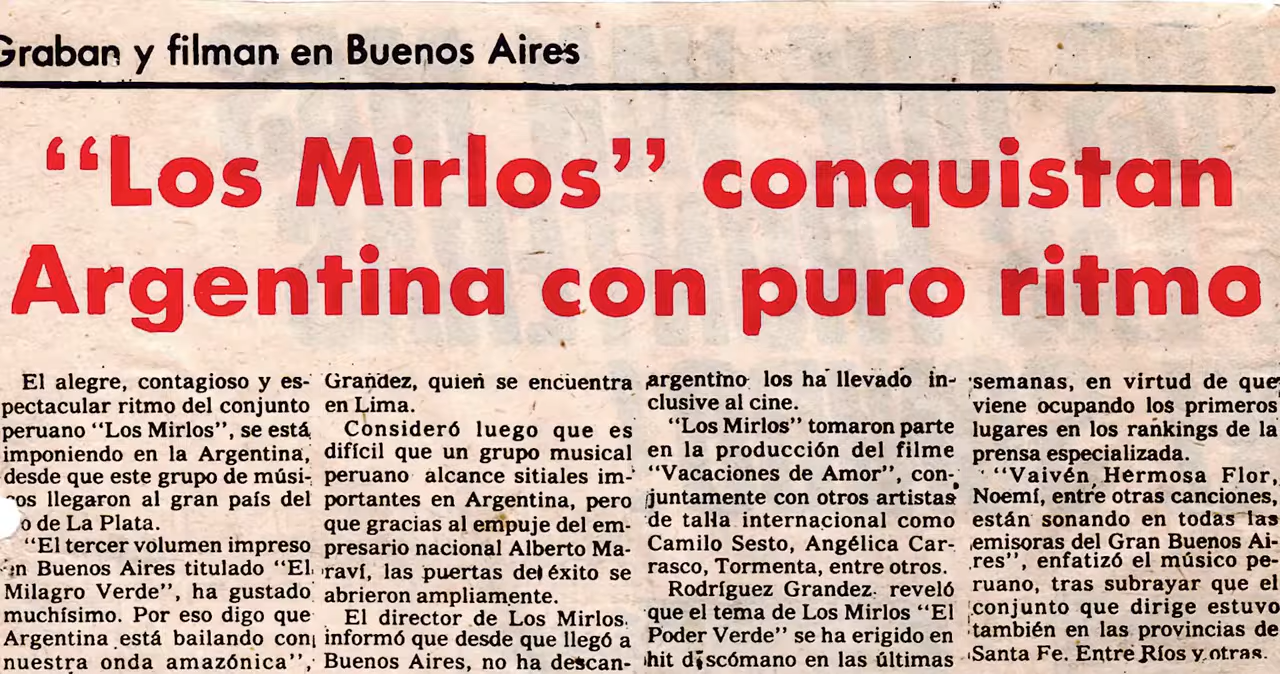 Graban y filman en Buenos Aires
“Los Mirlos” conquistan
Argentina con puro ritmo
El alegre, contagioso y es-
pectacular ritmo del conjunto
peruano “Los Mirlos”, se está
imponiendo en la Argentina,
desde que este grupo de músi-
cos llegaron al gran país del
o de La Plata.
“El tercer volumen impreso
en Buenos Aires titulado “El
Milagro Verde”, ha gustado
muchísimo. Por eso digo que
Argentina está bailando con
nuestra onda amazónica”,
Grandez, quien se encuentra
en Lima.
Consideró luego que es
difícil que un grupo musical
peruano alcance sitiales im-
portantes en Argentina, pero
que gracias al empuje del em-
presario nacional Alberto Ma-
raví, las puertas del éxito se
abrieron ampliamente.
El director de Los Mirlos
informó que desde que llegó a
Buenos Aires, no ha descan-
argentino los ha llevado in-
clusive al cine.
“Los Mirlos” tomaron parte
en la producción del filme
“Vacaciones de Amor”, con-
juntamente con otros artistas
de talla internacional como
Camilo Sesto, Angélica Car-
rasco, Tormenta, entre otros.
Rodríguez Grandez reveló
que el tema de Los Mirlos “El
Poder Verde” se ha erigido en
hit discómano en las últimas
semanas, en virtud de que
viene ocupando los primeros
lugares en los rankings de la
prensa especializada.
“Vaivén, Hermosa Flor,
Noemí, entre otras canciones,
están sonando en todas las
emisoras del Gran Buenos Ai-
res”, enfatizó el músico pe-
ruano, tras subrayar que el
conjunto que dirige estuvo
también en las provincias de
Santa Fe. Entre Ríos y otras.